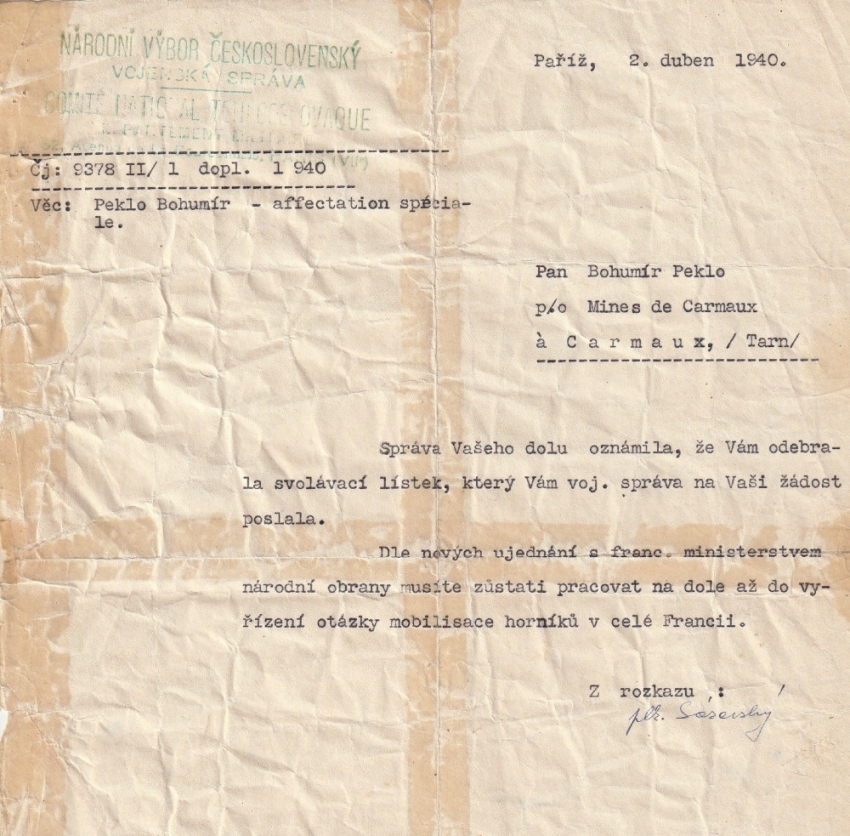 NÁRODNÍ VÝBOR ČESKOSLOVENSKÝ
VOJENSKÁ SPRÁVA
COMITÉ NATIONAL TCHÉCOSLOVAQUE
Paříž, 2. duben 1940.
Čj: 9378 II/ 1 dopl. 1 940
Věc: Peklo Bohumír - affectation spécia-
le.
Pan Bohumír Peklo
p/o Mines de Carmaux
à C a r m a u x, / Tarn/
Správa Vašeho dolu oznámila, že Vám odebra-
la svolávací lístek, který Vám voj. správa na Vaši žádost
poslala.
Dle nových ujednání s franc. ministerstvem
národní obrany musíte zůstati pracovat na dole až do vy-
řízení otázky mobilisace horníků v celé Francii.
Z rozkazu :